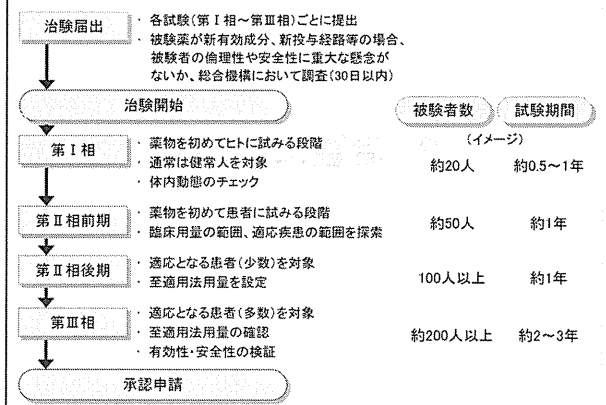 治験届出
・ 各試験(第Ⅰ相～第Ⅲ相)ごとに提出
・ 被験薬が新有効成分、新投与経路等の場合、
被験者の倫理性や安全性に重大な懸念が
ないか、総合機構において調査(30日以内)
治験開始
被験者数 試験期間
(イメージ)
第Ⅰ相
・ 薬物を初めてヒトに試みる段階
・ 通常は健常人を対象
・ 体内動態のチェック
約20人 約0.5～1年
第Ⅱ相前期
・ 薬物を初めて患者に試みる段階
・ 臨床用量の範囲、適応疾患の範囲を探索
約50人 約1年
第Ⅱ相後期
・ 適応となる患者(少数)を対象
・ 至適用法用量を設定
100人以上 約1年
第Ⅲ相
・ 適応となる患者(多数)を対象
・ 至適用法用量の確認
・ 有効性・安全性の検証
約200人以上 約2～3年
承認申請